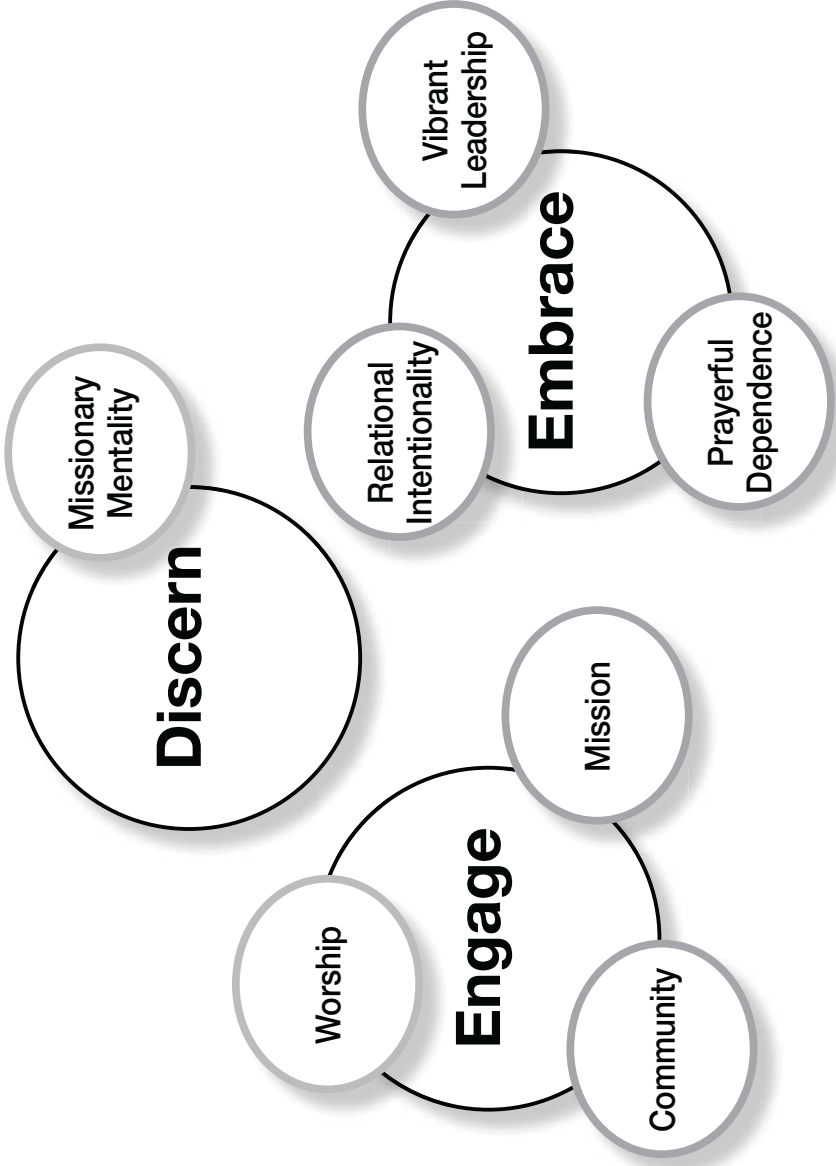 Missionary
Mentality
Discern
Worship
Engage
Mission
Community
Relational
Intentionality
Vibrant
Leadership
Embrace
Prayerful
Dependence